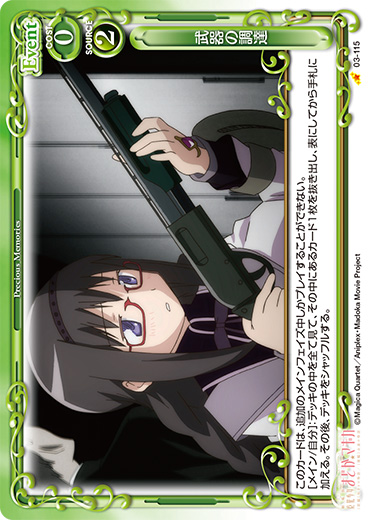 Event
COST
0
SOURCE
2
武器の調達
03-115
Precious Memories
このカードは、追加のメインフェイズ中しかプレイすることができない。
[メイン/自分]：デッキの中を全て見て、その中にあるカード1枚を抜き出し、表にしてから手札に
加える。その後、デッキをシャッフルする。
©Magica Quartet／Aniplex・Madoka Movie Project